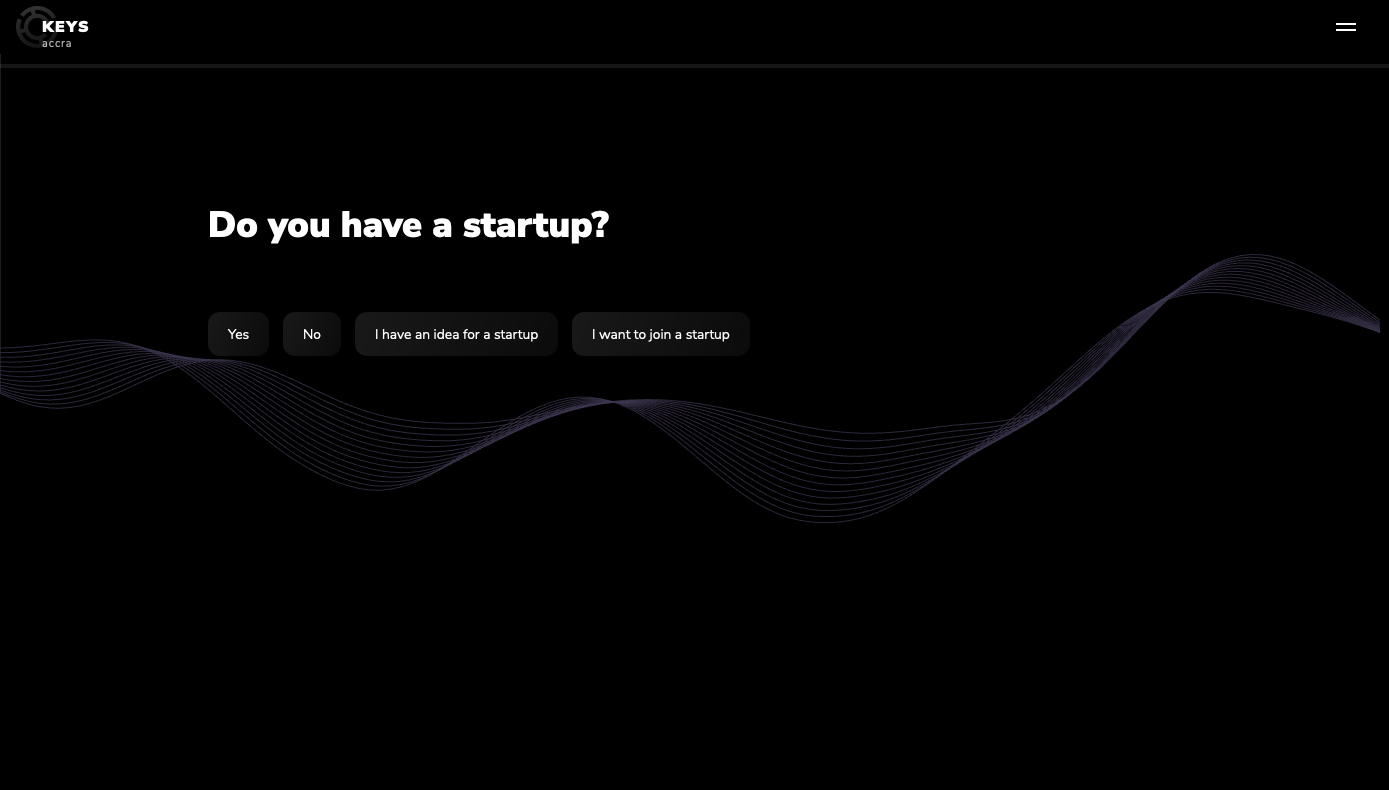 KEYS
accra
Do you have a startup?
Yes
No
I have an idea for a startup
I want to join a startup